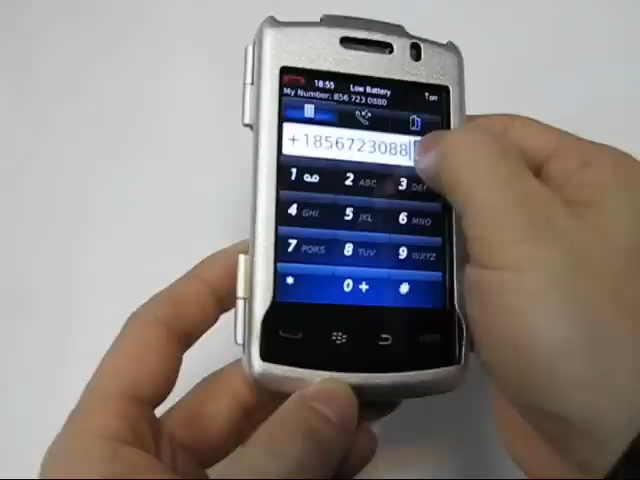 18:55 Low Battery
My Number: 856 723 0880
+1856723088
1 2 ABC 3 DEF
4 GHI 5 JKL 6 MNO
7 PQRS 8 TUV 9 WXYZ
* 0 + #